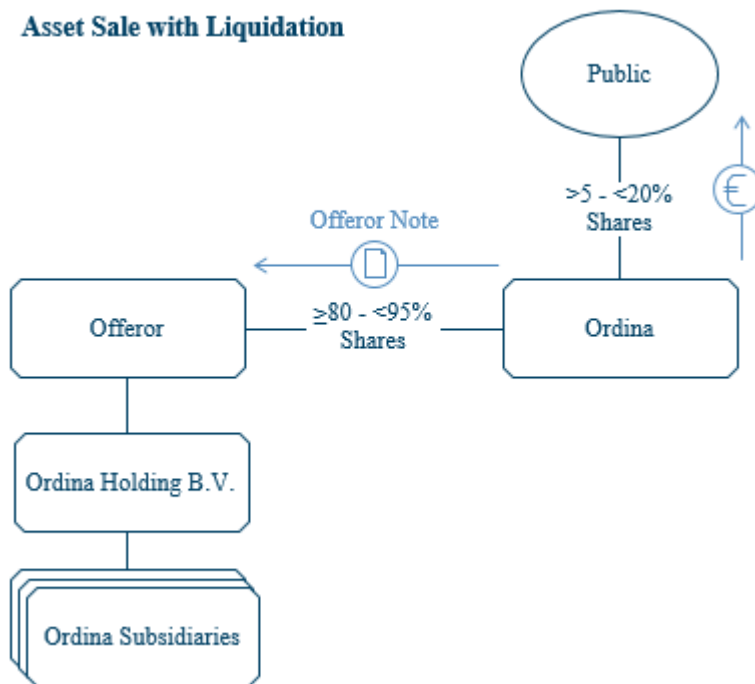 Asset Sale with Liquidation
Public
>5 - <20%
Shares
Offeror Note
€
Offeror
≥80 - <95%
Shares
Ordina
Ordina Holding B.V.
Ordina Subsidiaries